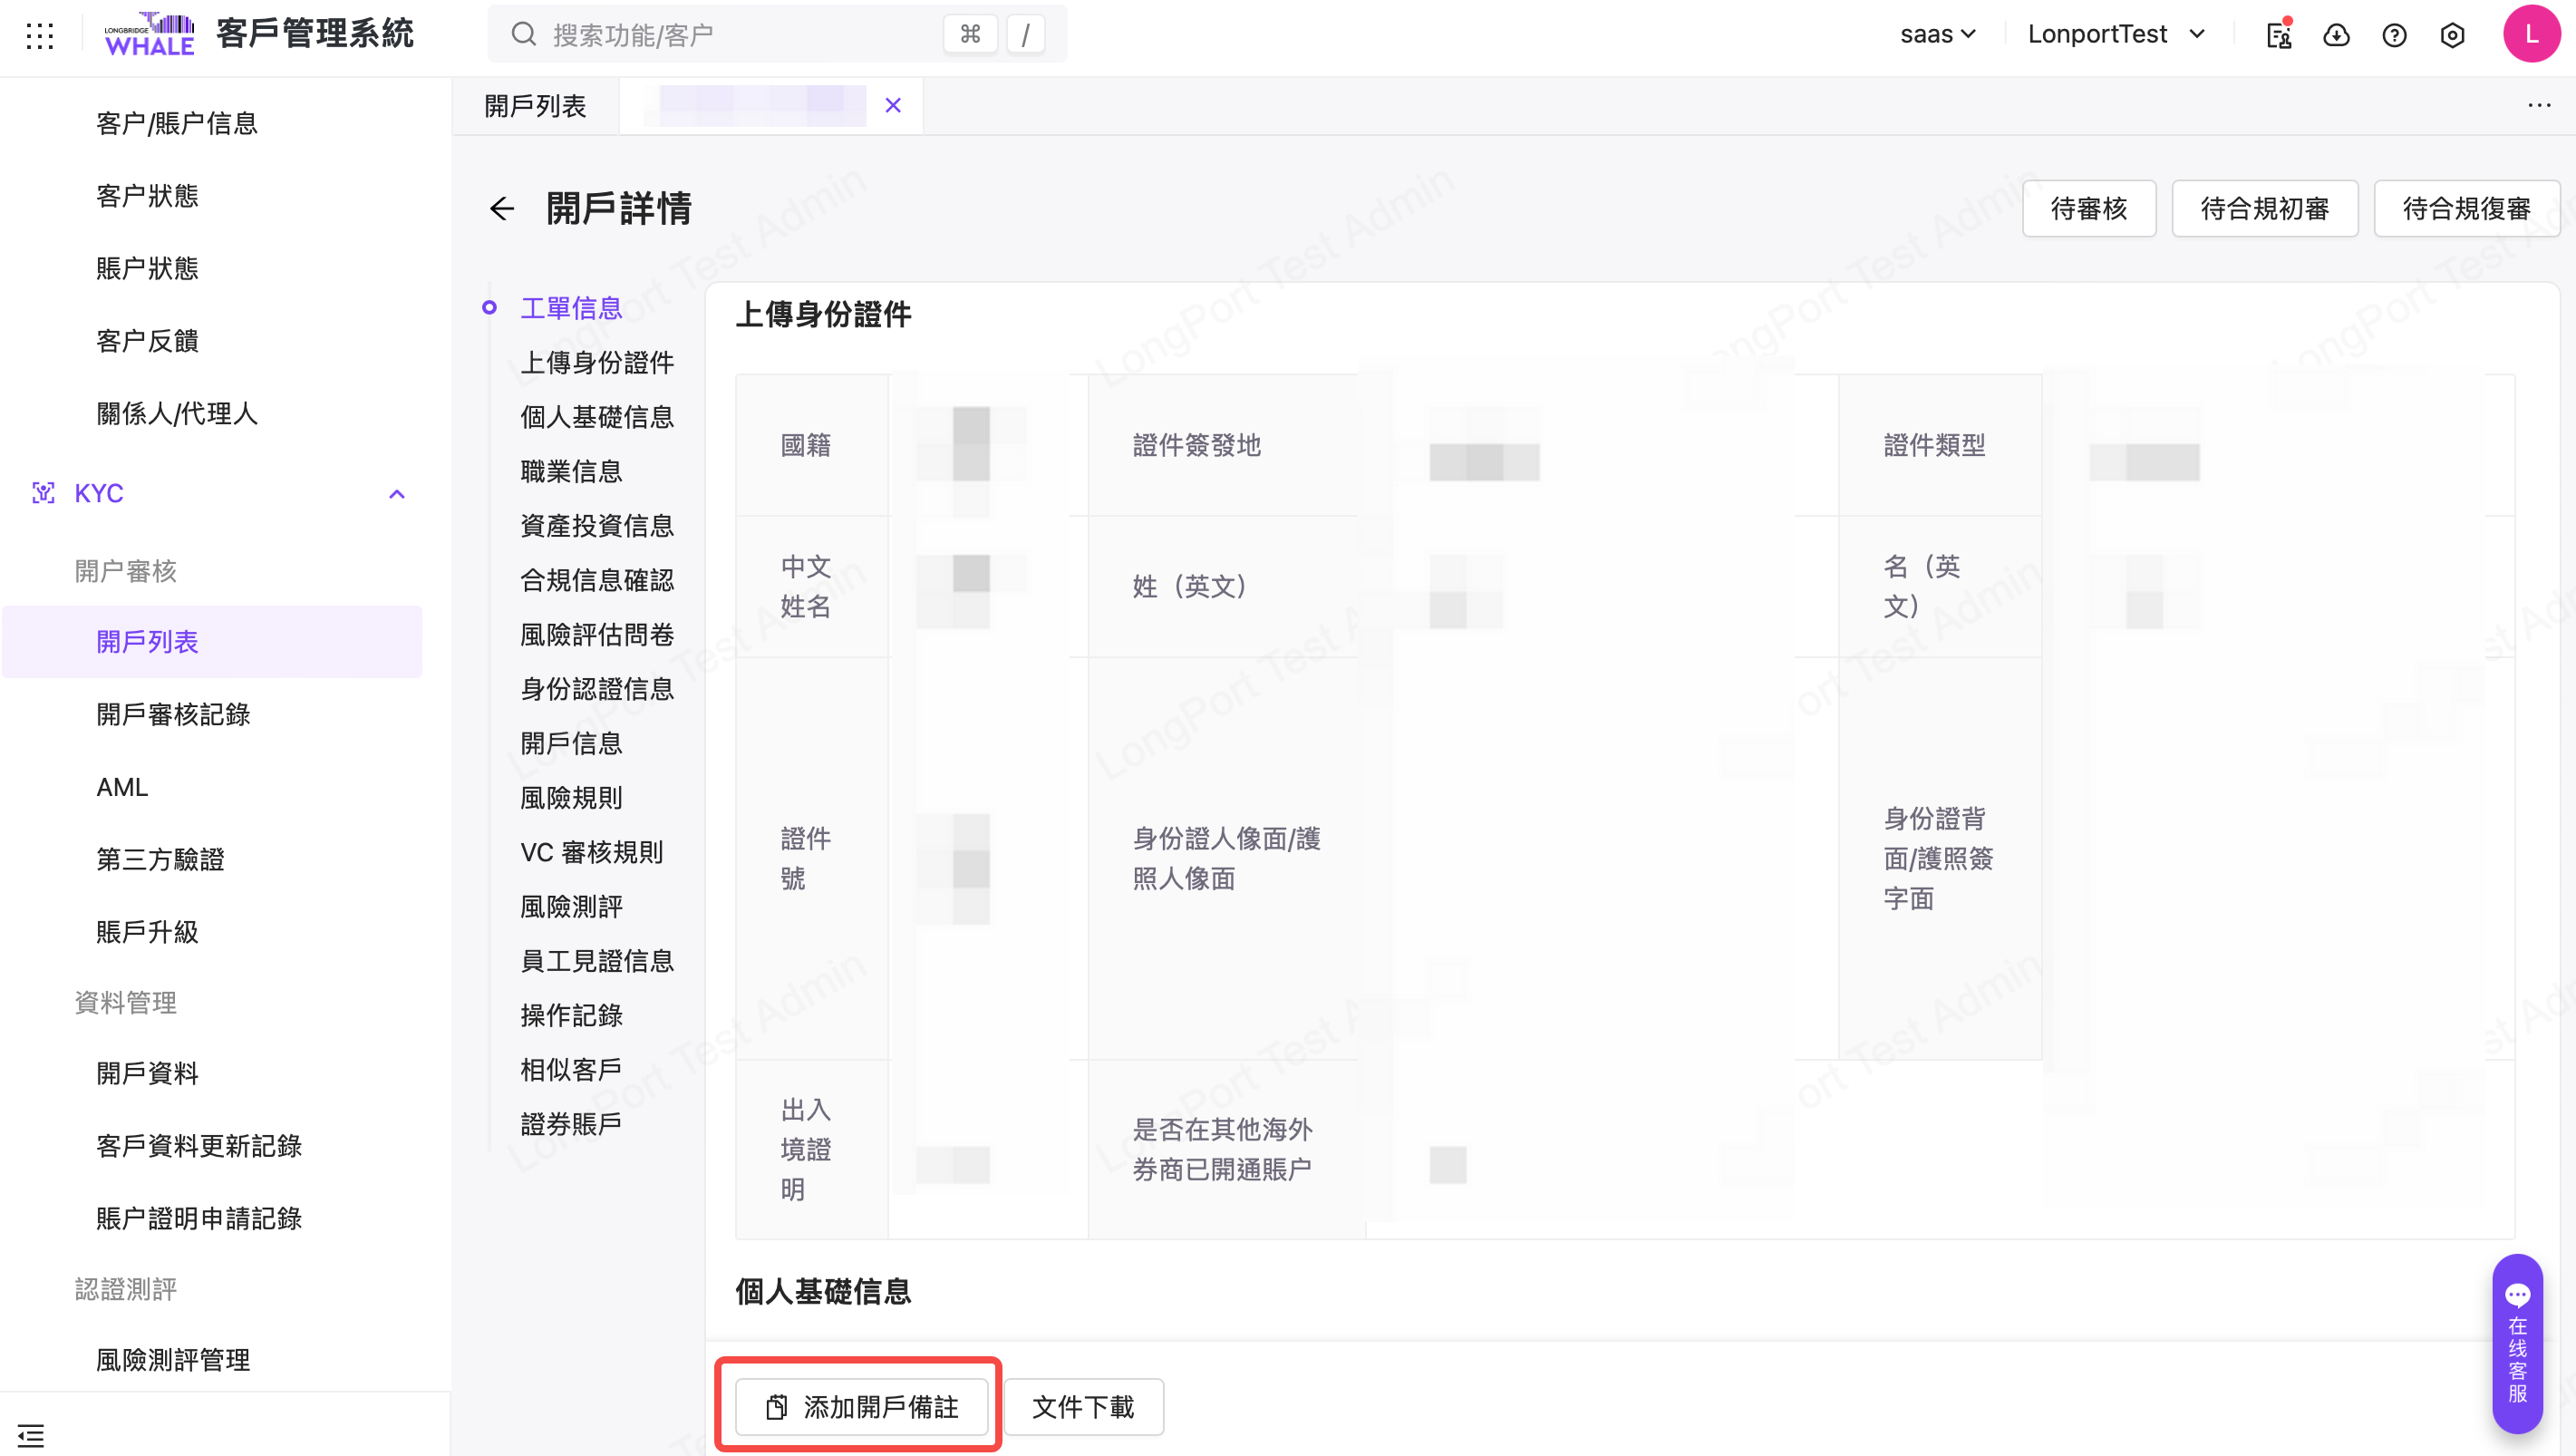 LONGBRIDGE
WHALE
客戶管理系統
搜索功能/客户
⌘
/
saas
LonportTest
L
客户/賬户信息
客户狀態
賬户狀態
客户反饋
關係人/代理人
KYC
開户審核
開戶列表
開戶審核記錄
AML
第三方驗證
賬戶升級
資料管理
開戶資料
客戶資料更新記錄
賬户證明申請記錄
認證測評
風險測評管理
開戶列表
開戶詳情
待審核
待合規初審
待合規復審
工單信息
上傳身份證件
個人基礎信息
職業信息
資產投資信息
合規信息確認
風險評估問卷
身份認證信息
開戶信息
風險規則
VC 審核規則
風險測評
員工見證信息
操作記錄
相似客戶
證券賬戶
上傳身份證件
國籍
證件簽發地
證件類型
中文
姓名
姓（英文）
名（英
文）
證件
號
身份證人像面/護
照人像面
身份證背
面/護照簽
字面
出入
境證
明
是否在其他海外
券商已開通賬户
個人基礎信息
添加開戶備註
文件下載
在线客服
LongPort Test Admin